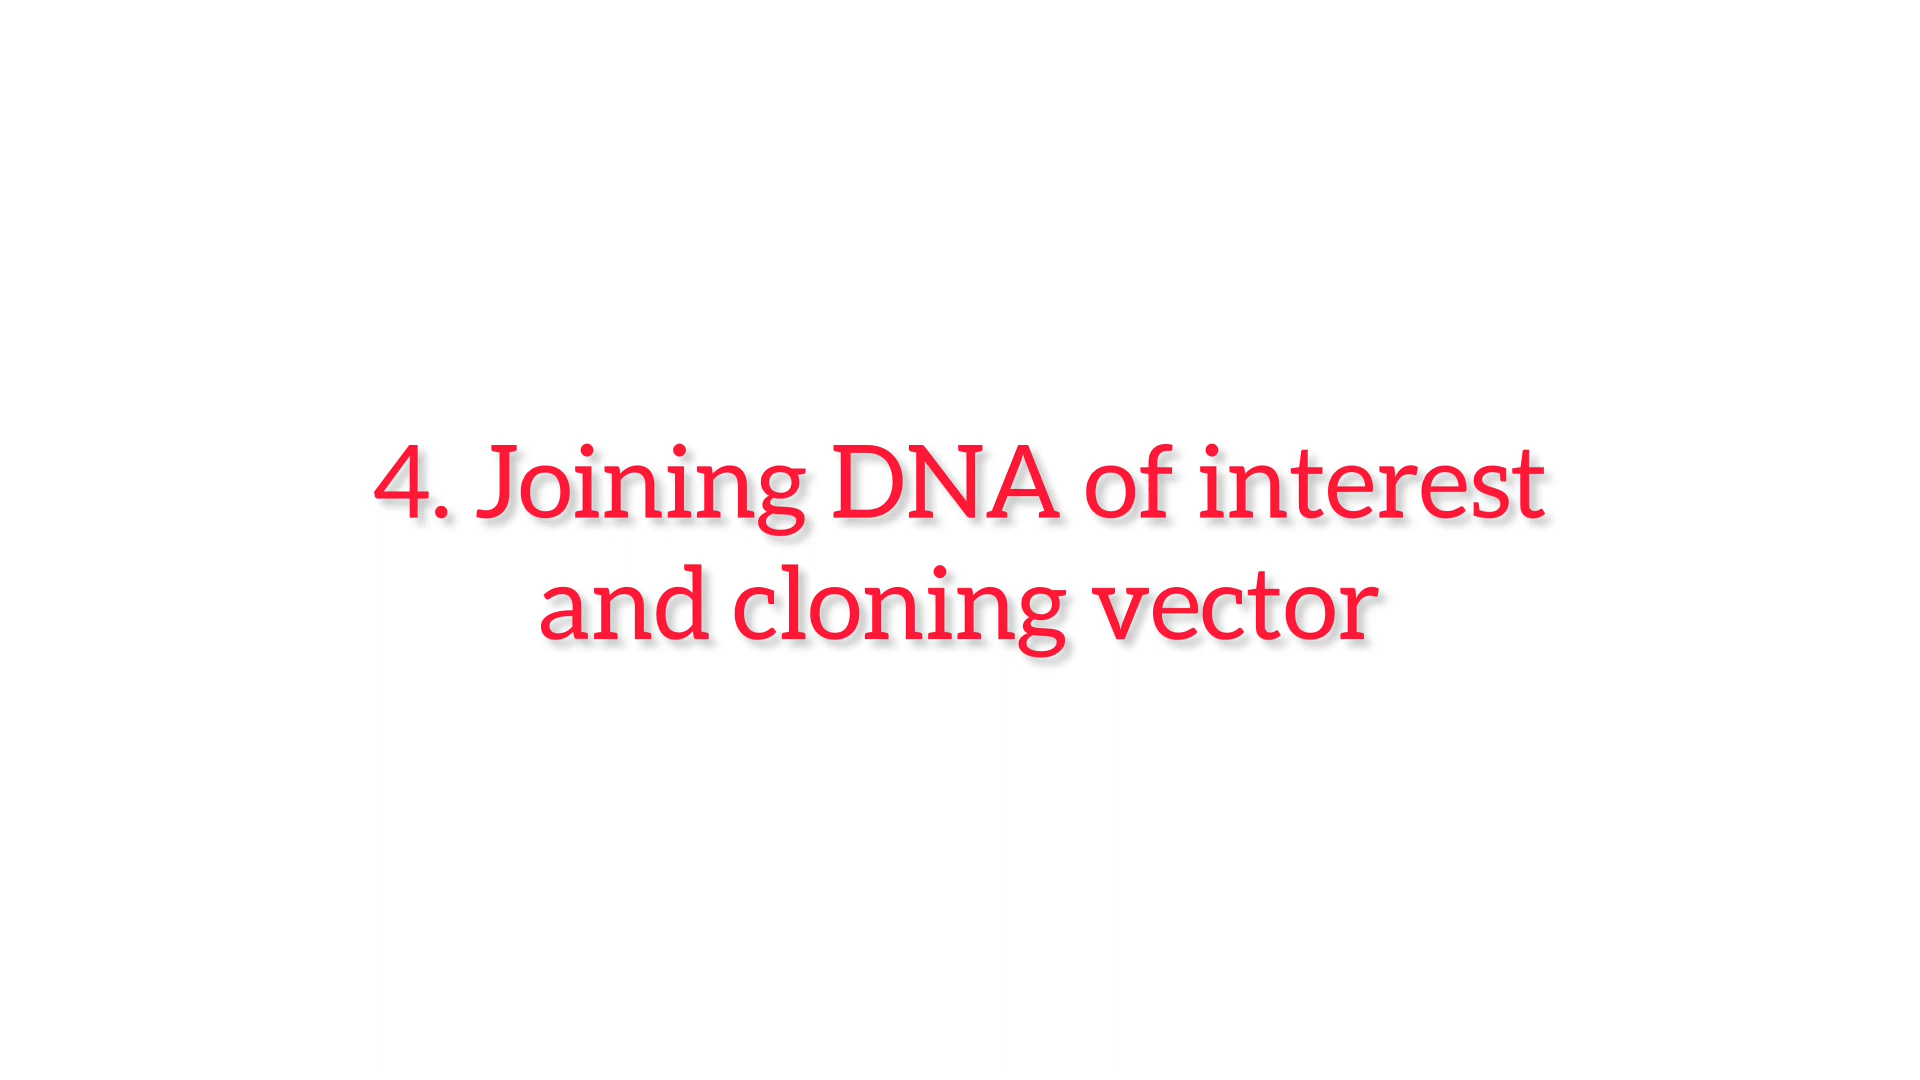 4. Joining DNA of interest
and cloning vector